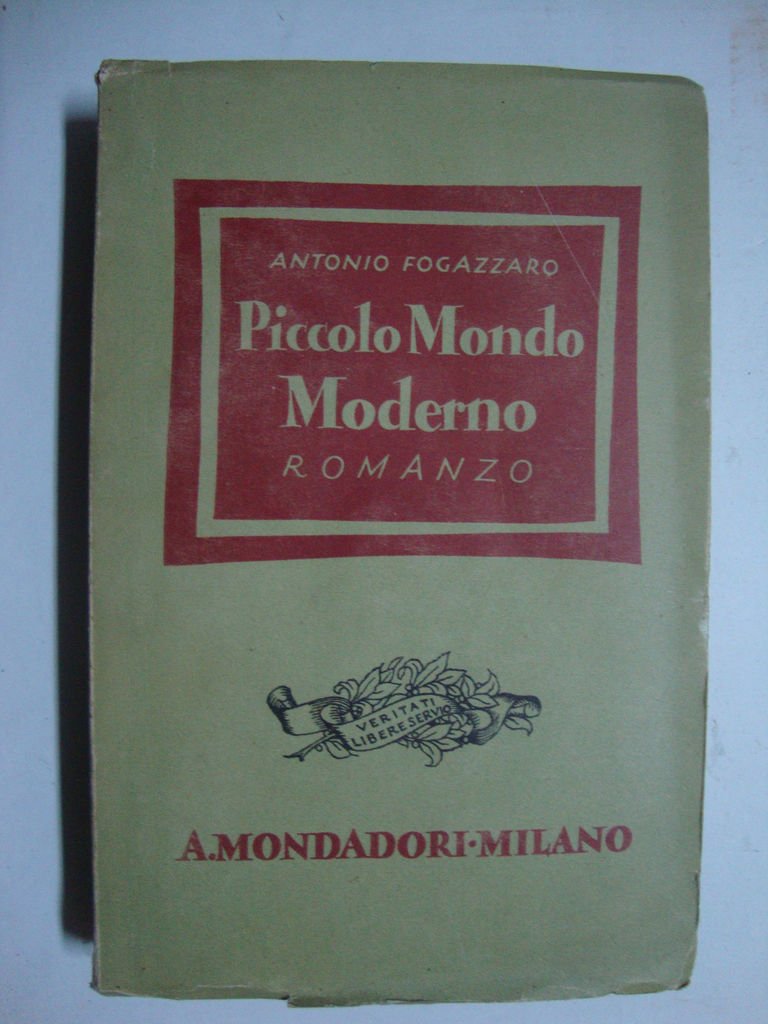 ANTONIO FOGAZZARO
Piccolo Mondo
Moderno
ROMANZO
VERITATI
LIBERE SERVIO
A. MONDADORI · MILANO